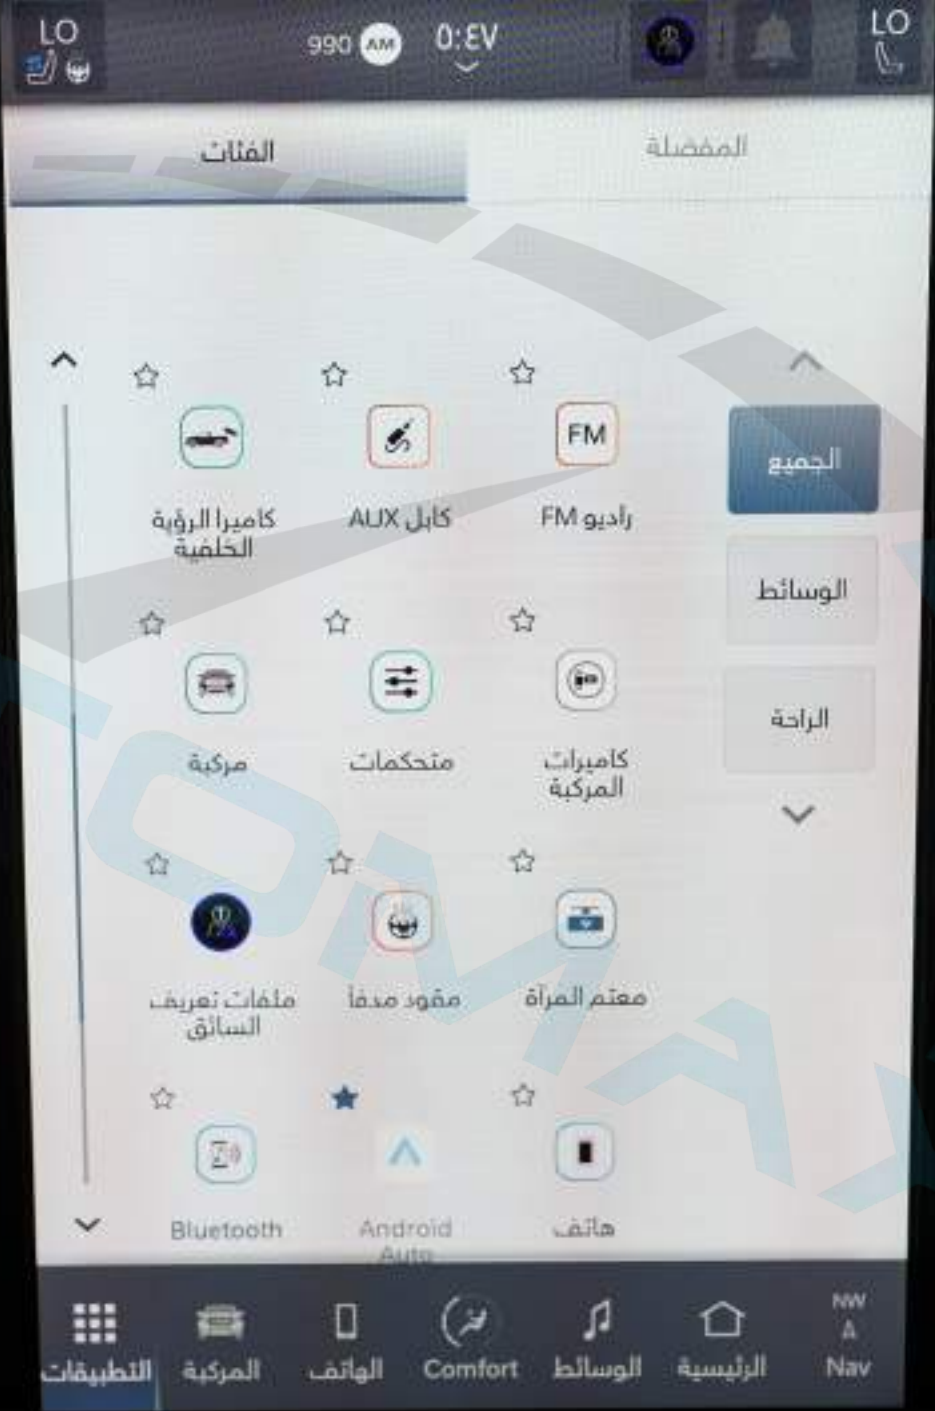 LO
990 AM
٥:٤٧
LO
الفئات
المفضلة
FM
راديو FM
كابل AUX
كاميرا الرؤية
الخلفية
الجميع
الوسائط
الراحة
كاميرات
المركبة
متحكمات
مركبة
معتم المرآة
مقود مدفأ
ملفات تعريف
السائق
هاتف
Android
Auto
Bluetooth
NW
Nav
الرئيسية
الوسائط
Comfort
الهاتف
المركبة
التطبيقات
TOMAX